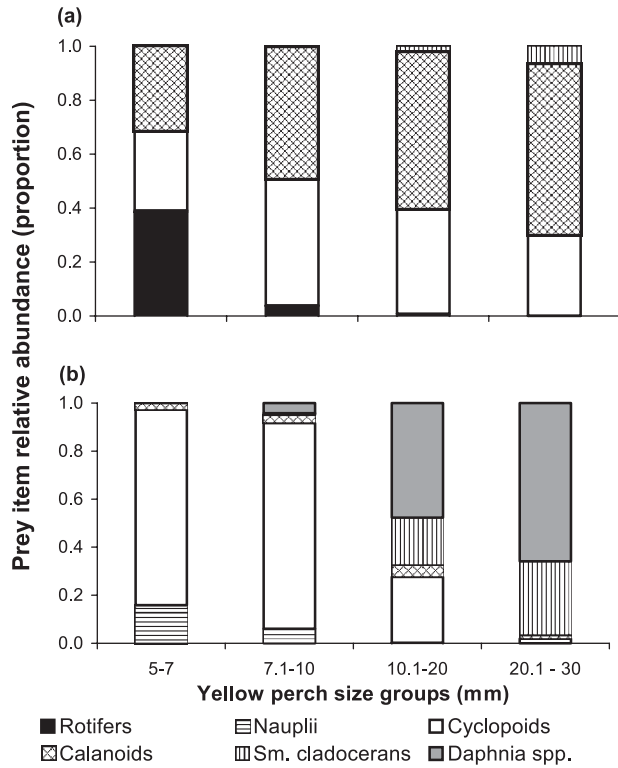 (a)
1.0
0.8
0.6
0.4
0.2
0.0
Prey item relative abundance (proportion)
(b)
1.0
0.8
0.6
0.4
0.2
0.0
5-7 7.1-10 10.1-20 20.1 - 30
Yellow perch size groups (mm)
Rotifers Nauplii Cyclopoids
Calanoids Sm. cladocerans Daphnia spp.